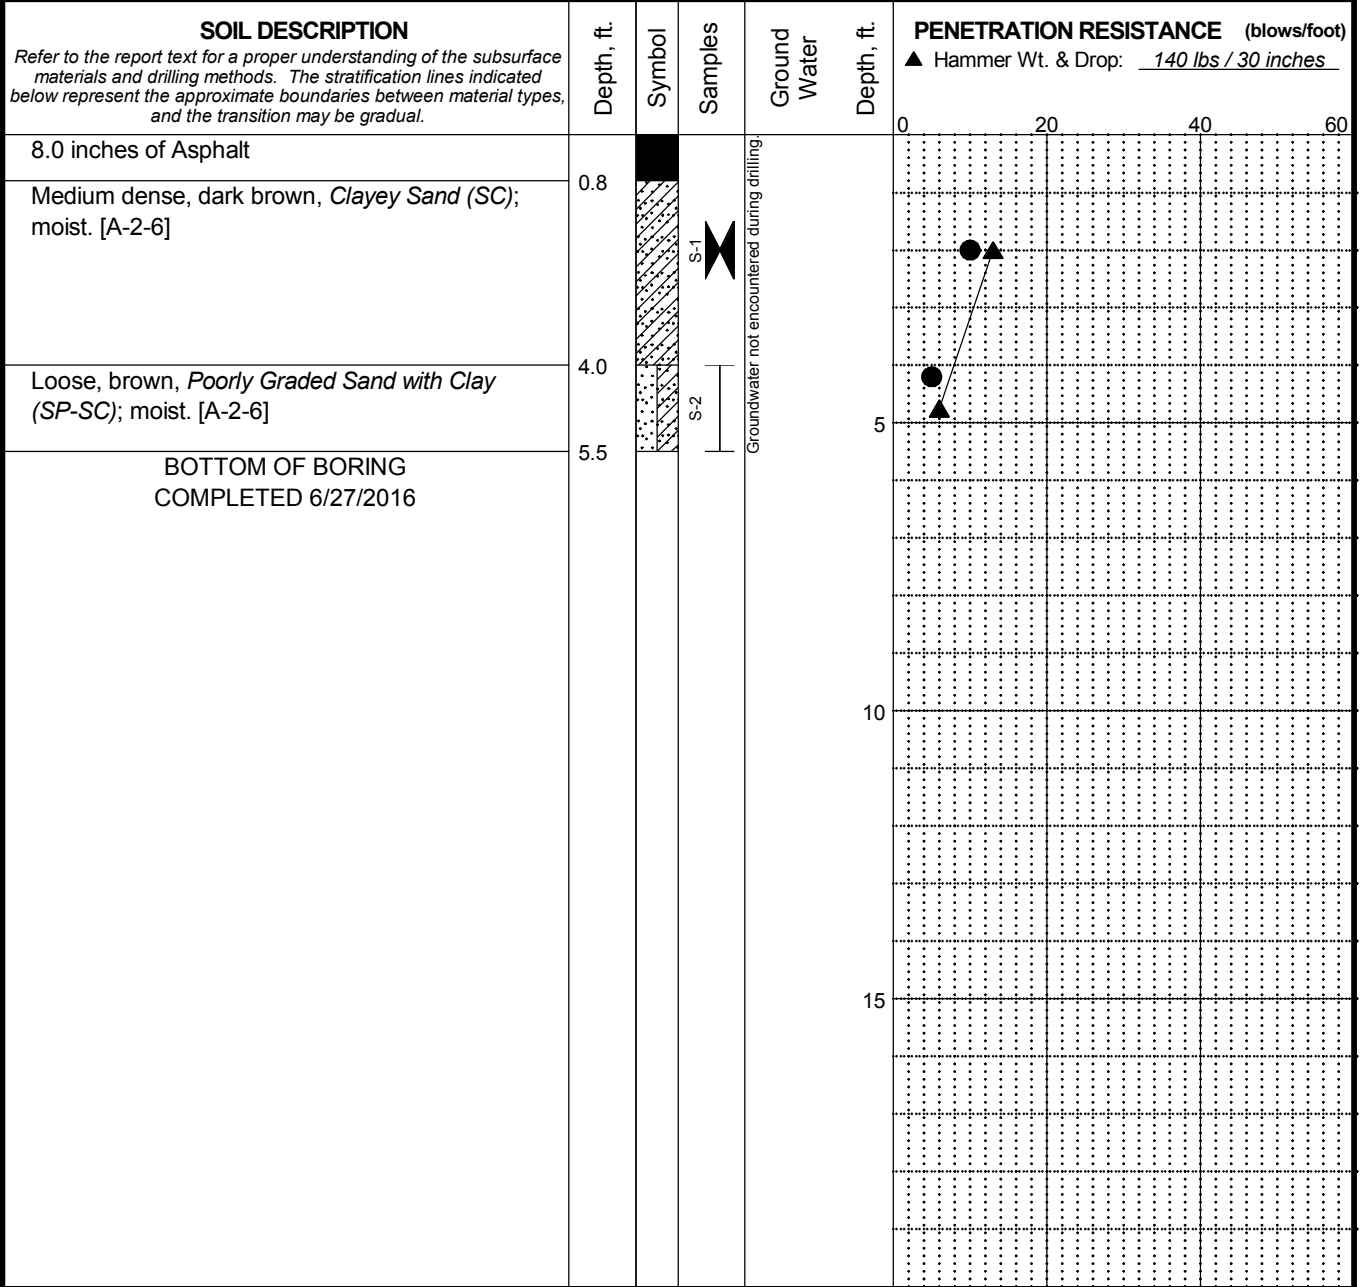 SOIL DESCRIPTION
Refer to the report text for a proper understanding of the subsurface
materials and drilling methods. The stratification lines indicated
below represent the approximate boundaries between material types,
and the transition may be gradual.
Depth, ft.
Symbol
Samples
Ground
Water
Depth, ft.
PENETRATION RESISTANCE (blows/foot)
▲ Hammer Wt. & Drop: 140 lbs / 30 inches
0 20 40 60
8.0 inches of Asphalt
0.8
Medium dense, dark brown, Clayey Sand (SC);
moist. [A-2-6]
S-1
Groundwater not encountered during drilling.
4.0
Loose, brown, Poorly Graded Sand with Clay
(SP-SC); moist. [A-2-6]
S-2
5
5.5
BOTTOM OF BORING
COMPLETED 6/27/2016
10
15